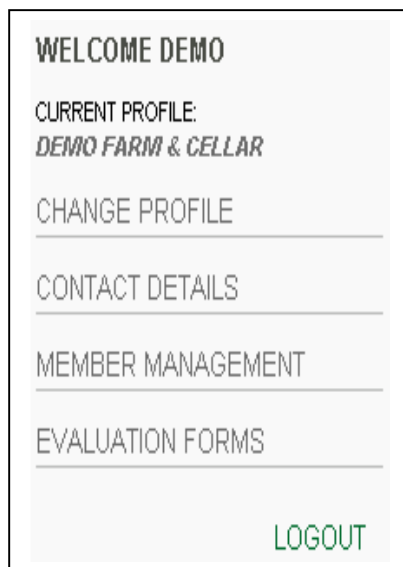 WELCOME DEMO
CURRENT PROFILE:
DEMO FARM & CELLAR
CHANGE PROFILE
CONTACT DETAILS
MEMBER MANAGEMENT
EVALUATION FORMS
LOGOUT